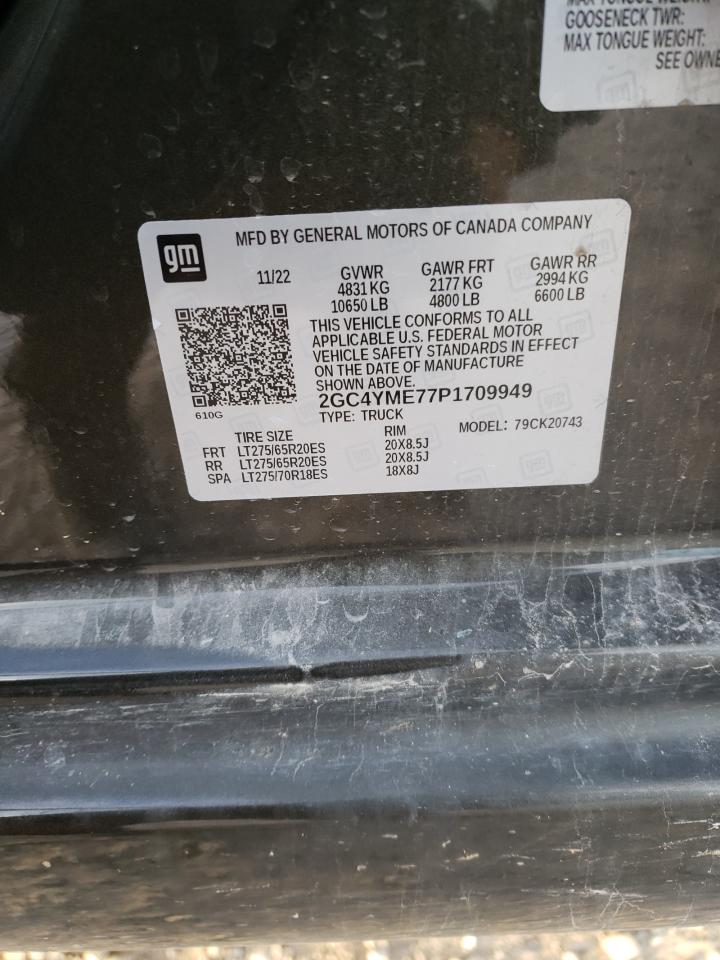 MAX TONGUE WEIGHT:
GOOSENECK TWR:
MAX TONGUE WEIGHT:
SEE OWNE
gm
MFD BY GENERAL MOTORS OF CANADA COMPANY
11/22 GVWR GAWR FRT GAWR RR
4831 KG 2177 KG 2994 KG
10650 LB 4800 LB 6600 LB
THIS VEHICLE CONFORMS TO ALL
APPLICABLE U.S. FEDERAL MOTOR
VEHICLE SAFETY STANDARDS IN EFFECT
ON THE DATE OF MANUFACTURE
SHOWN ABOVE.
610G
2GC4YME77P1709949
TYPE: TRUCK MODEL: 79CK20743
TIRE SIZE RIM
FRT LT275/65R20ES 20X8.5J
RR LT275/65R20ES 20X8.5J
SPA LT275/70R18ES 18X8J